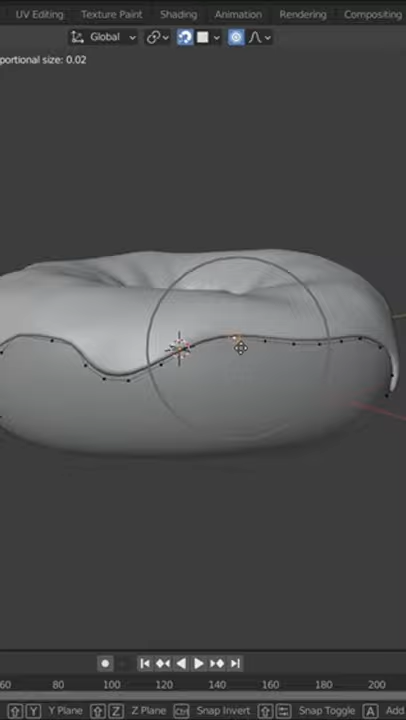 UV Editing Texture Paint Shading Animation Rendering Compositing
Global
portional size: 0.02
60 80 100 120 140 160 180 200
Y Y Plane Z Z Plane Ctrl Snap Invert Snap Toggle A Add